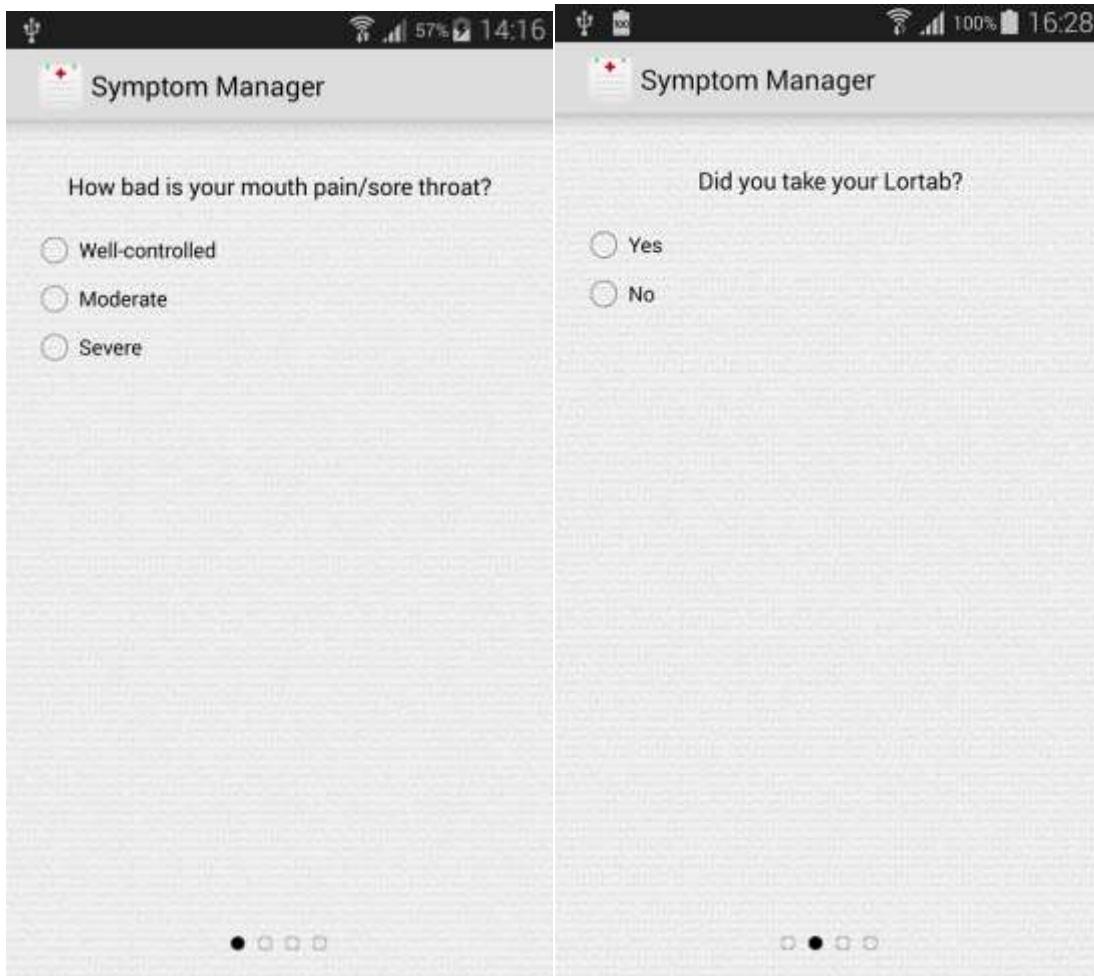 57% 14:16
Symptom Manager
How bad is your mouth pain/sore throat?
Well-controlled
Moderate
Severe
100 100% 16:28
Symptom Manager
Did you take your Lortab?
Yes
No